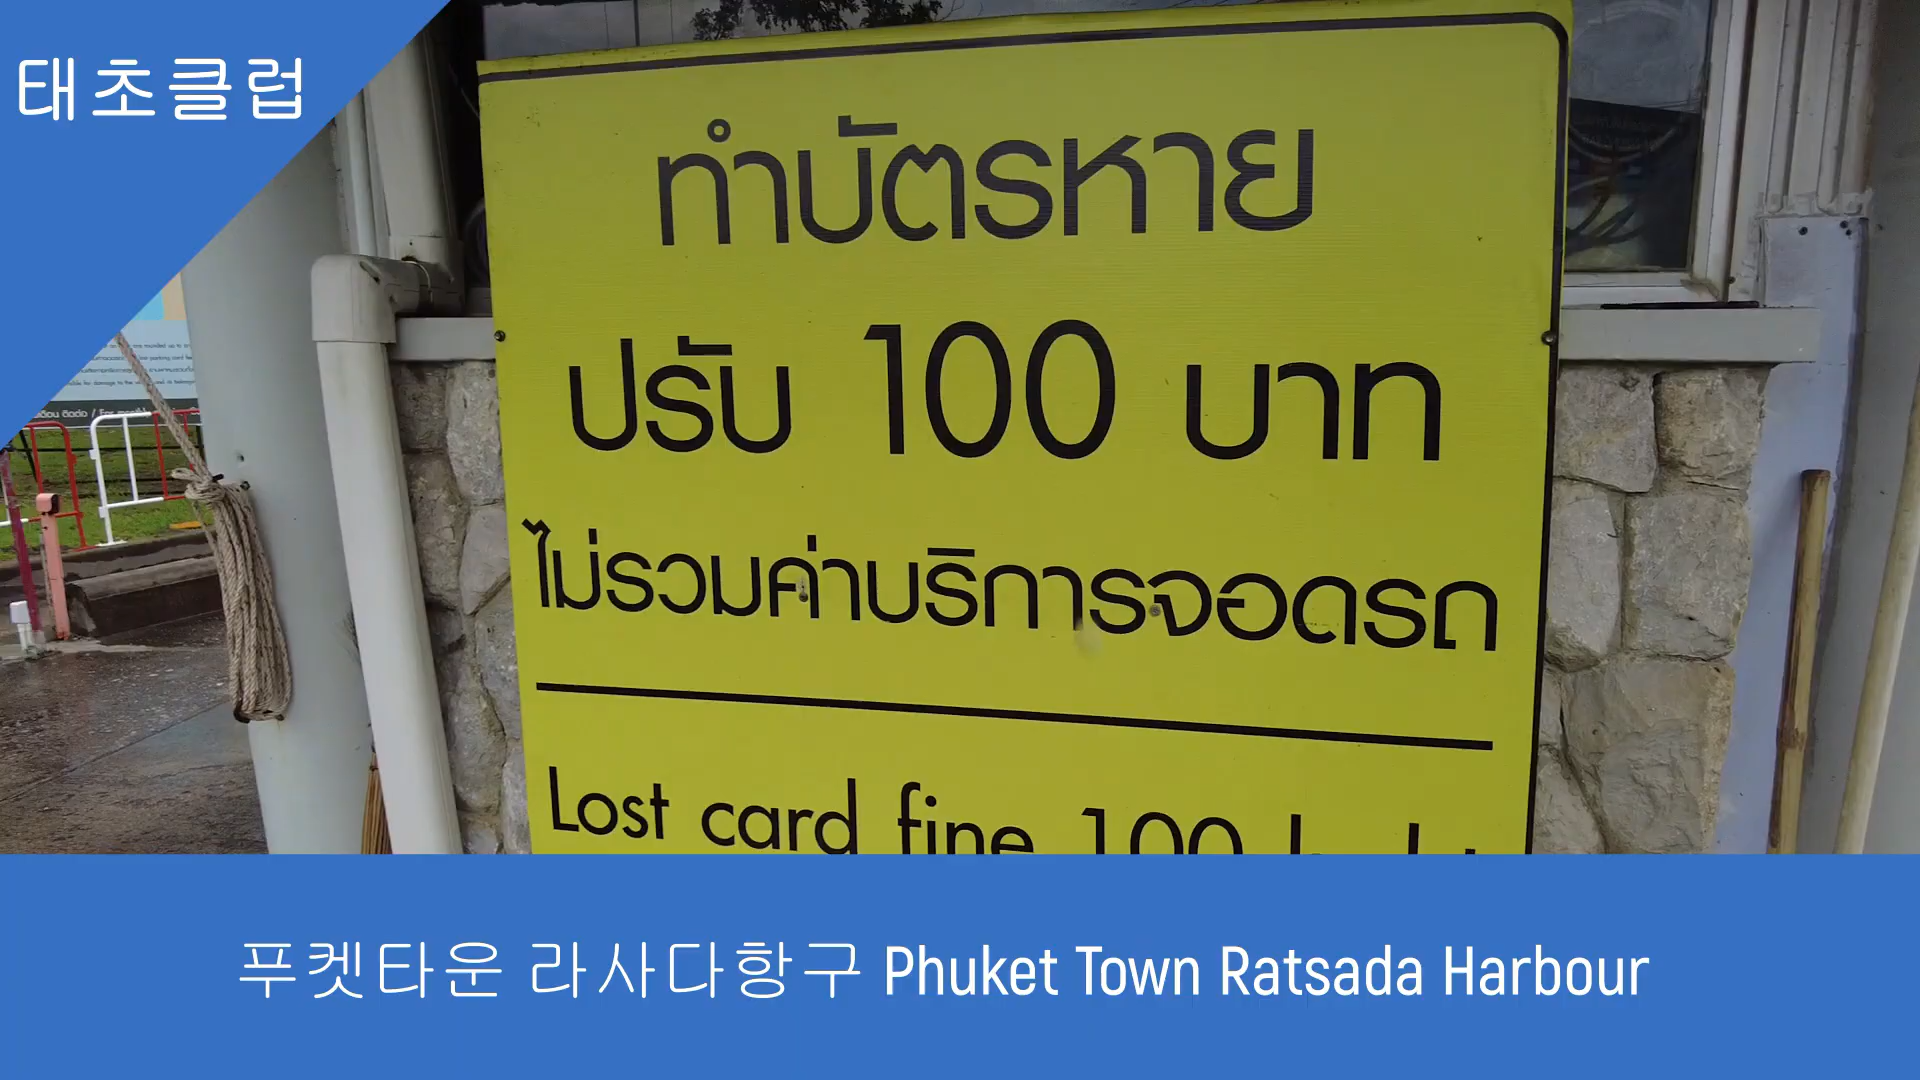 태초클럽
ทำบัตรหาย
ปรับ 100 บาท
ไม่รวมค่าบริการจอดรถ
Lost card fine 100
푸켓타운 라사다항구 Phuket Town Ratsada Harbour